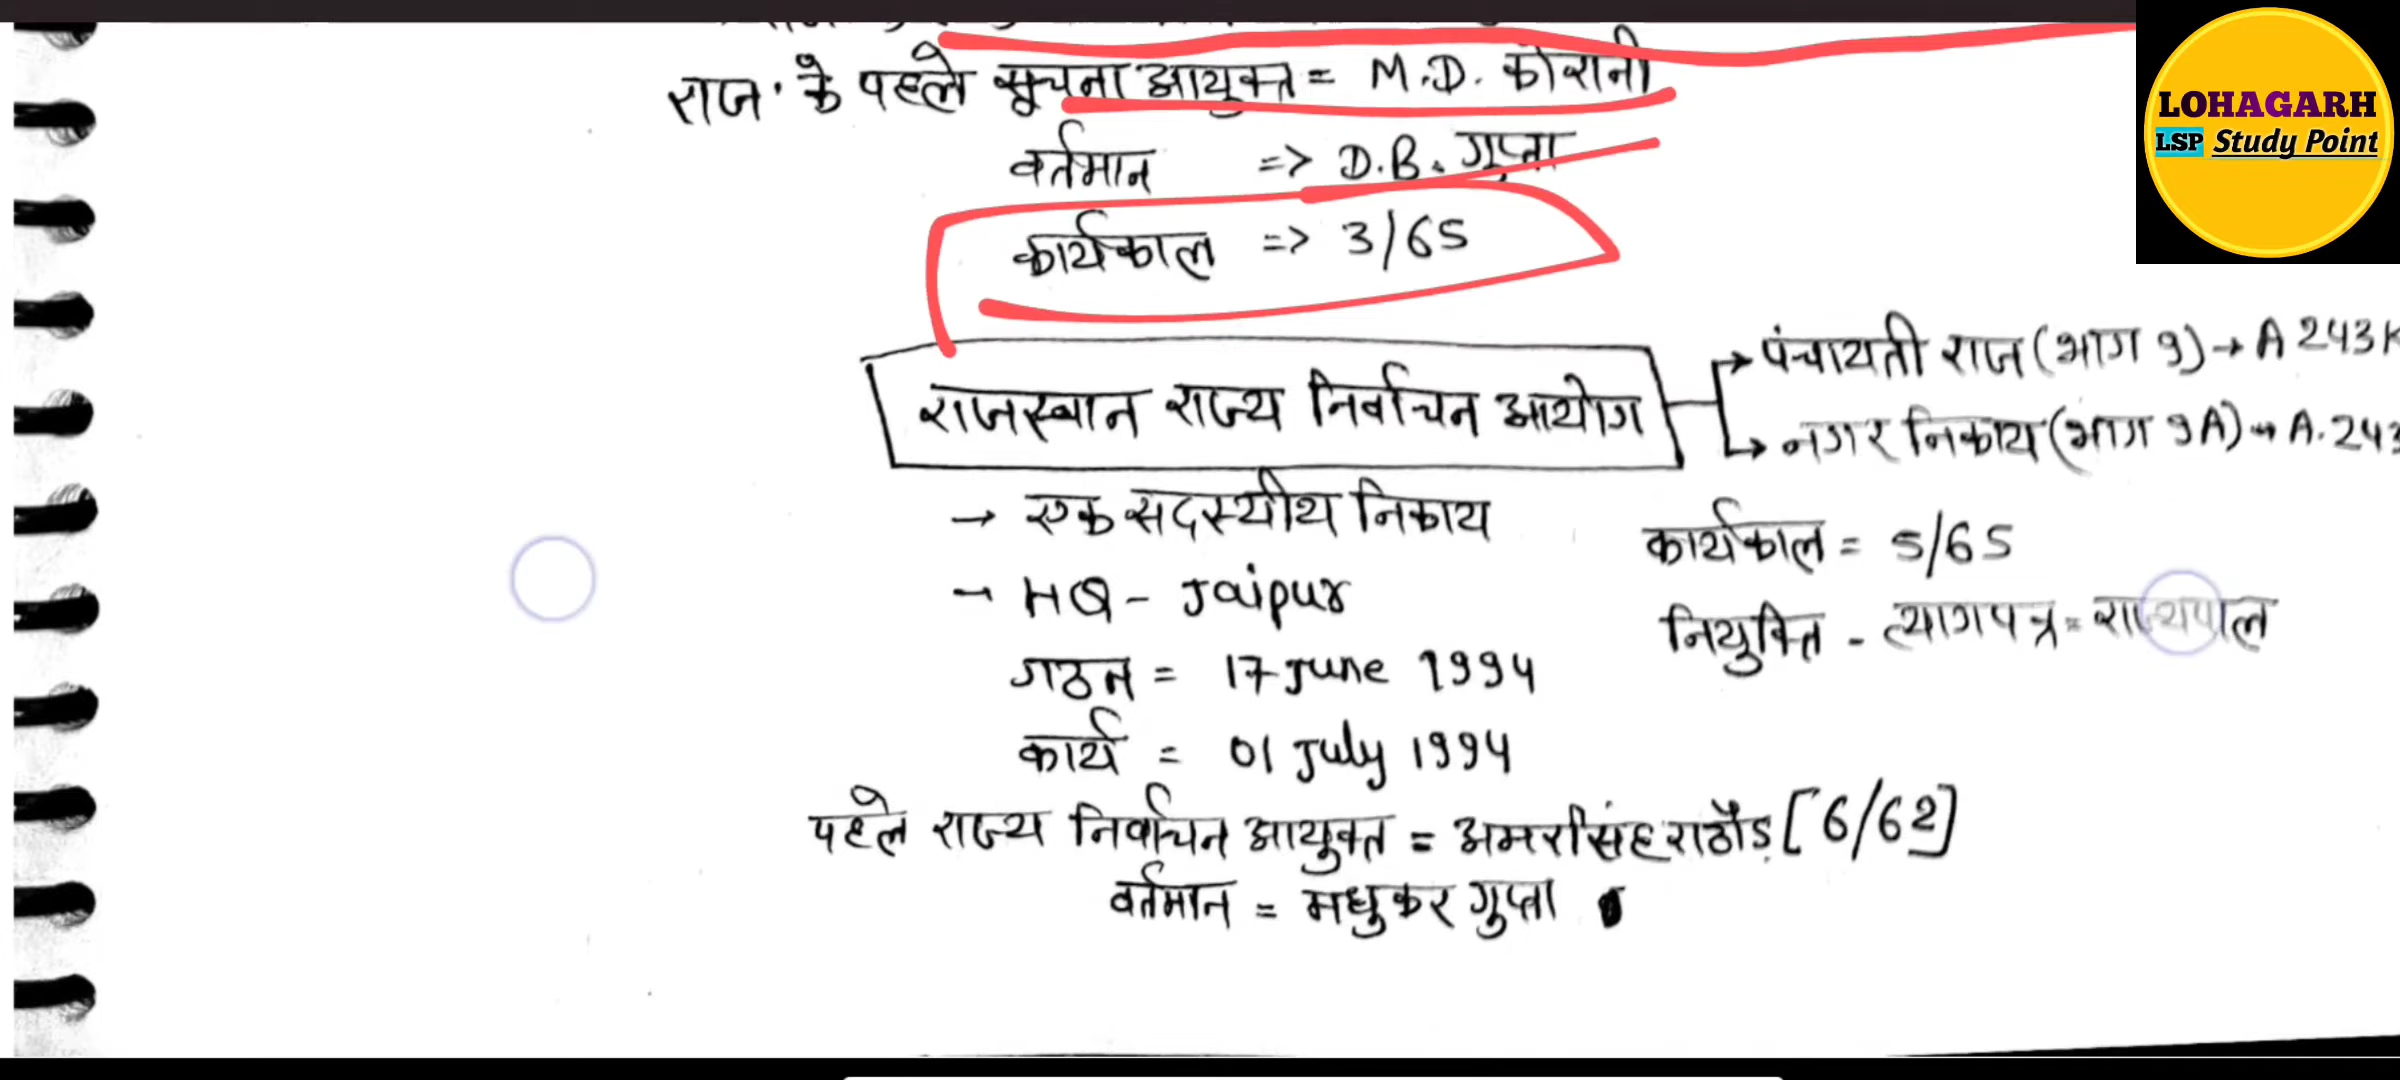 राज. के पहले सूचना आयुक्त = M.D. कोरानी
वर्तमान => D.B. गुप्ता
कार्यकाल => 3/65
राजस्थान राज्य निर्वाचन आयोग
→ पंचायती राज (भाग 9) → A 243K
→ नगर निकाय (भाग 9A) → A. 243
→ एक सदस्यीय निकाय
→ HQ - Jaipur
गठन = 17 June 1994
कार्य = 01 July 1994
कार्यकाल = 5/65
नियुक्ति - त्यागपत्र = राज्यपाल
पहले राज्य निर्वाचन आयुक्त = अमरसिंह राठौड़ [6/62]
वर्तमान = मधुकर गुप्ता
LOHAGARH
LSP Study Point